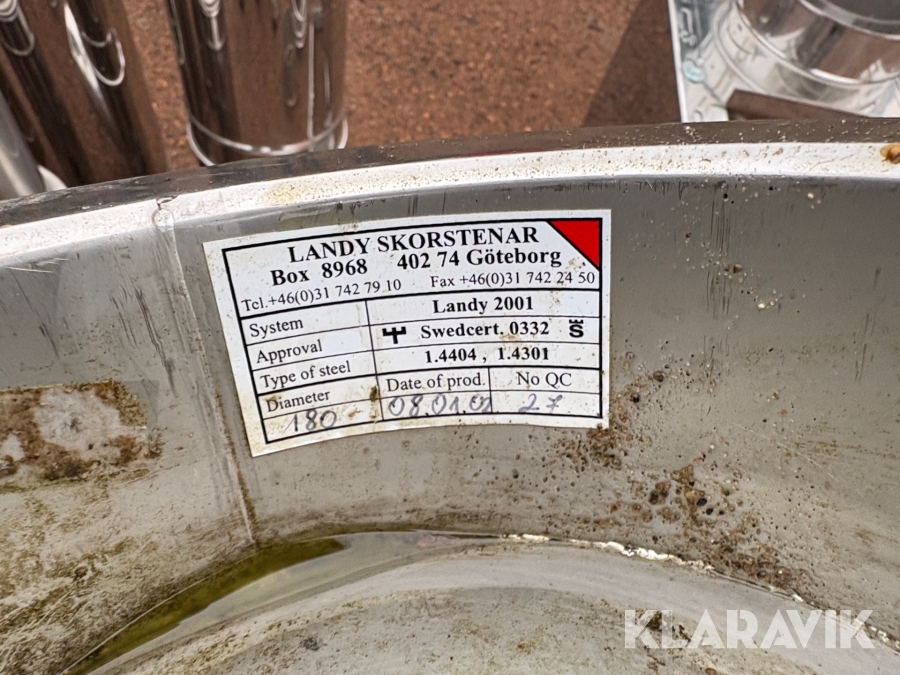 LANDY SKORSTENAR
Box 8968 402 74 Göteborg
Tel.+46(0)31 742 79 10 Fax +46(0)31 742 24 50
System Landy 2001
Approval Swedcert. 0332
Type of steel 1.4404 , 1.4301
Diameter Date of prod. No QC
180 08.01.02 27
KLARAVIK